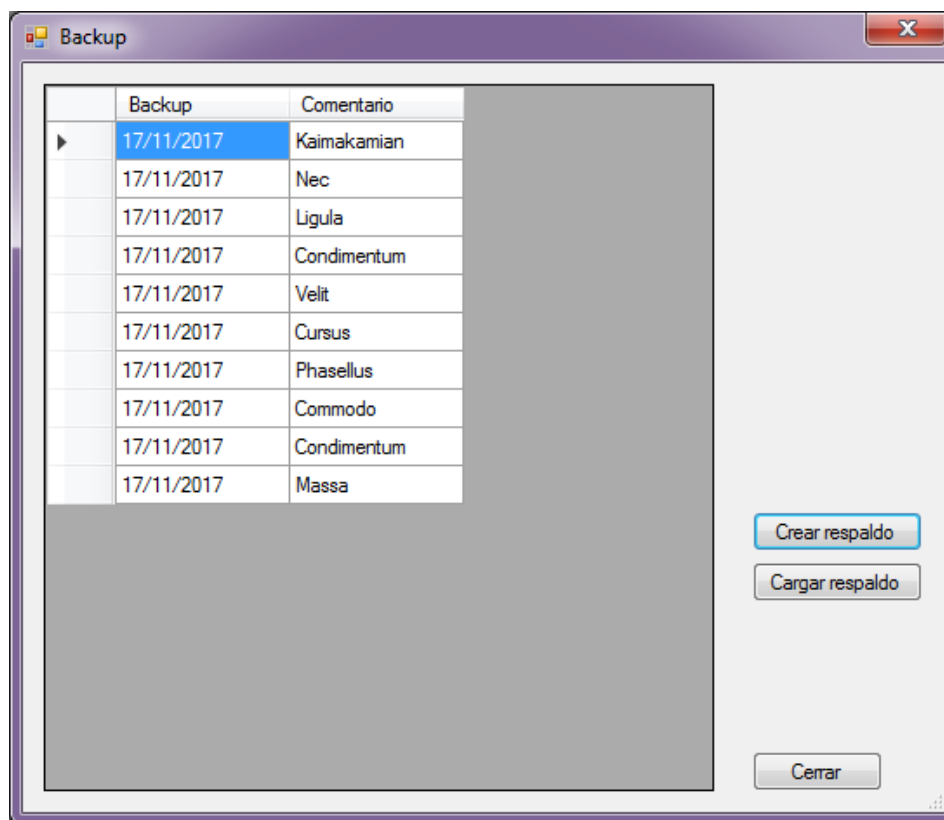 Backup
Backup Comentario
17/11/2017 Kaimakamian
17/11/2017 Nec
17/11/2017 Ligula
17/11/2017 Condimentum
17/11/2017 Velit
17/11/2017 Cursus
17/11/2017 Phasellus
17/11/2017 Commodo
17/11/2017 Condimentum
17/11/2017 Massa
Crear respaldo
Cargar respaldo
Cerrar